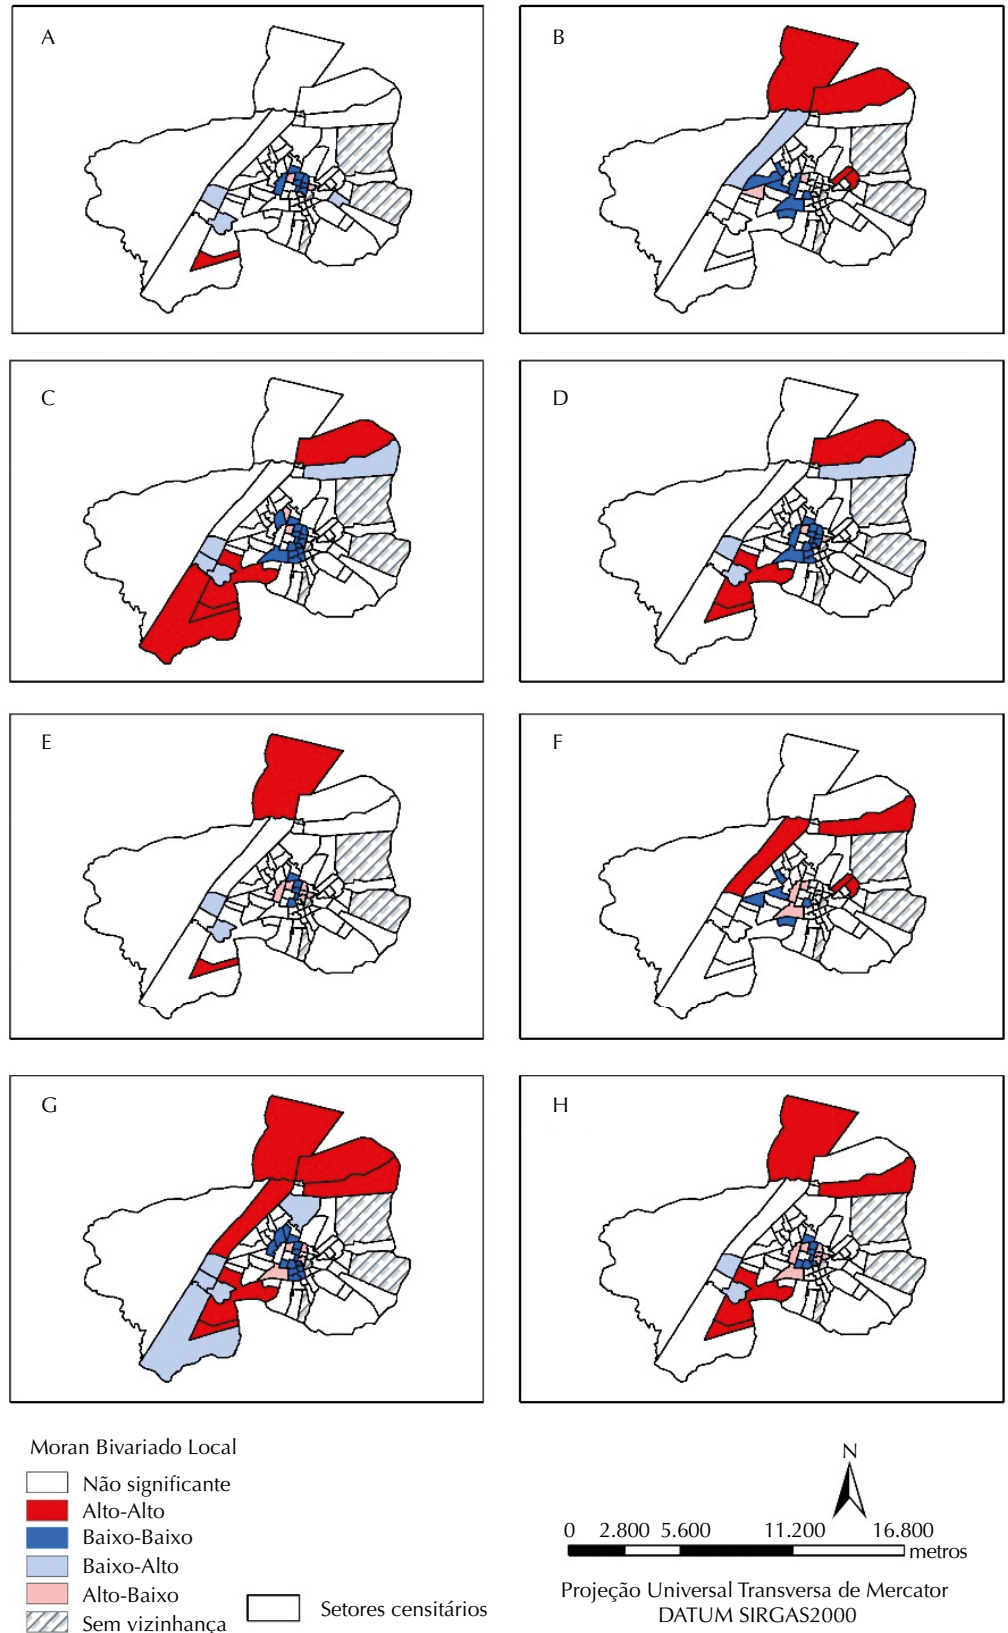 A
B
C
D
E
F
G
H
Moran Bivariado Local
Não significante
Alto-Alto
Baixo-Baixo
Baixo-Alto
Alto-Baixo
Sem vizinhança
Setores censitários
N
0 2.800 5.600 11.200 16.800
metros
Projeção Universal Transversa de Mercator
DATUM SIRGAS2000